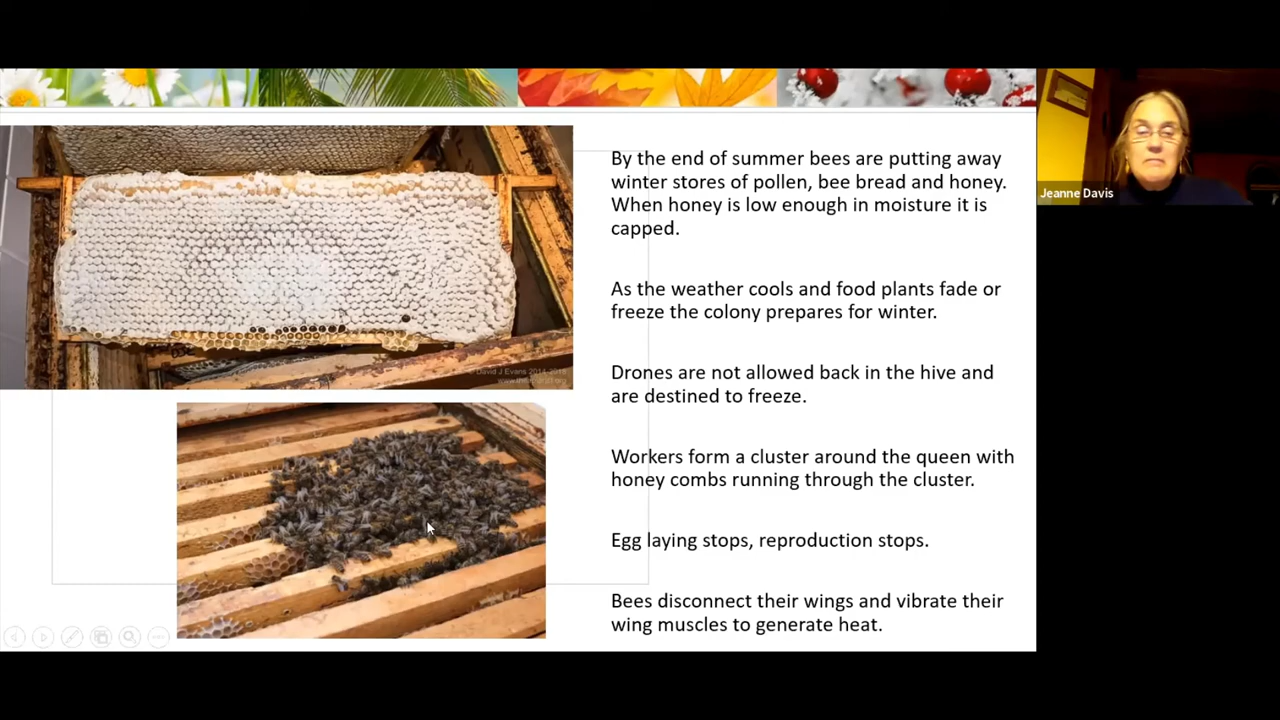 By the end of summer bees are putting away
winter stores of pollen, bee bread and honey.
When honey is low enough in moisture it is
capped.
As the weather cools and food plants fade or
freeze the colony prepares for winter.
Drones are not allowed back in the hive and
are destined to freeze.
Workers form a cluster around the queen with
honey combs running through the cluster.
Egg laying stops, reproduction stops.
Bees disconnect their wings and vibrate their
wing muscles to generate heat.
Jeanne Davis
© David J Evans 2014-2018